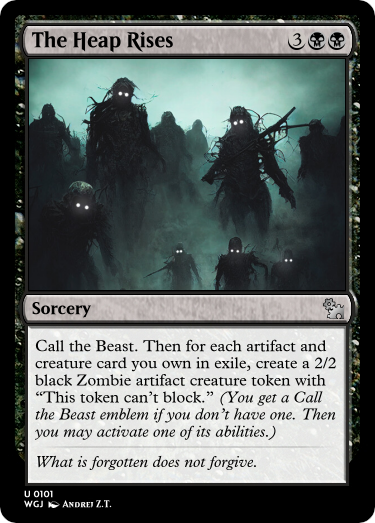 The Heap Rises 3
Sorcery
Call the Beast. Then for each artifact and
creature card you own in exile, create a 2/2
black Zombie artifact creature token with
“This token can’t block.” (You get a Call
the Beast emblem if you don’t have one. Then
you may activate one of its abilities.)
What is forgotten does not forgive.
U 0101
WGJ Andrej Z.T.